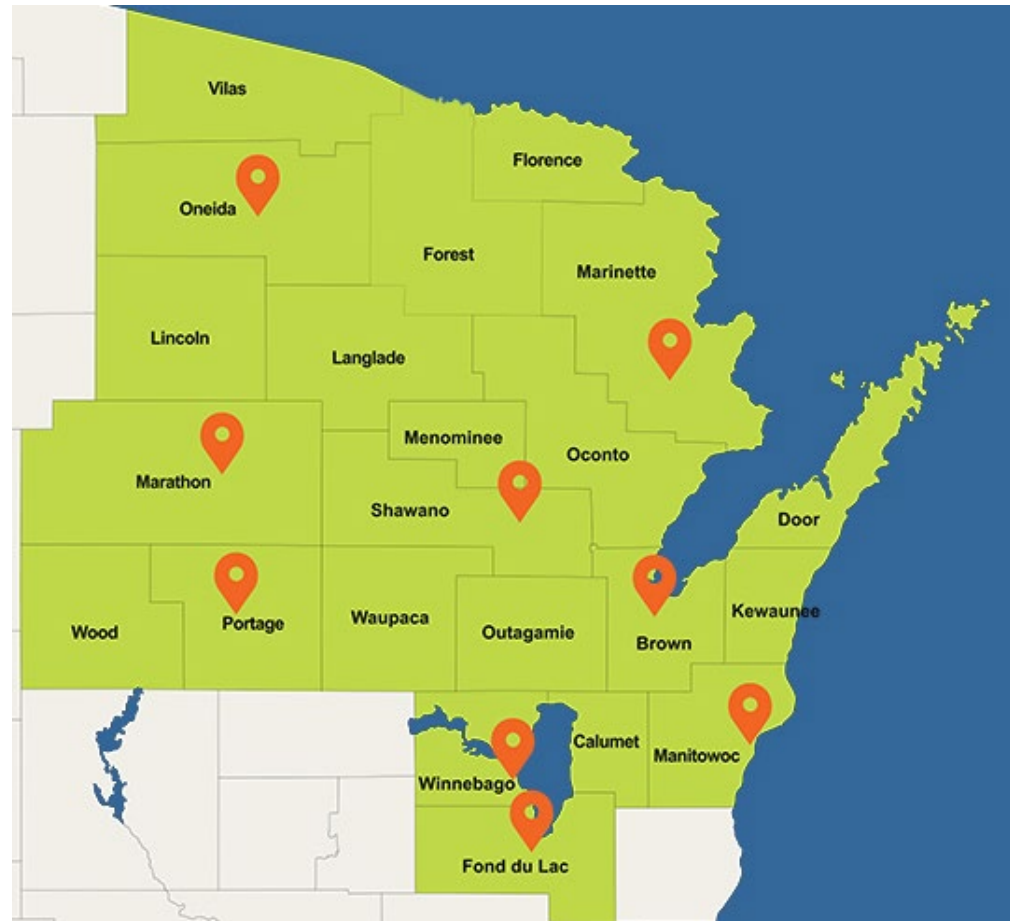 Vilas
Florence
Oneida
Forest
Marinette
Lincoln
Langlade
Menominee
Oconto
Marathon
Shawano
Door
Wood
Portage
Waupaca
Outagamie
Brown
Kewaunee
Winnebago
Calumet
Manitowoc
Fond du Lac